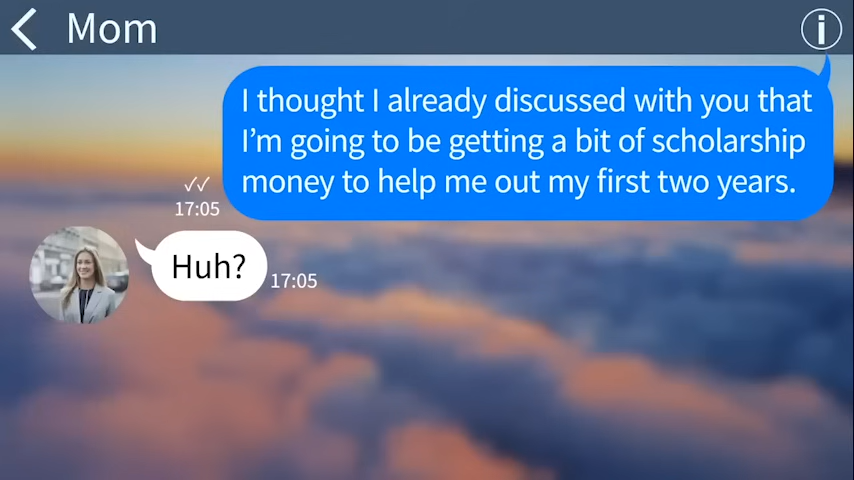 Mom
I thought I already discussed with you that
I'm going to be getting a bit of scholarship
money to help me out my first two years.
17:05
Huh?
17:05